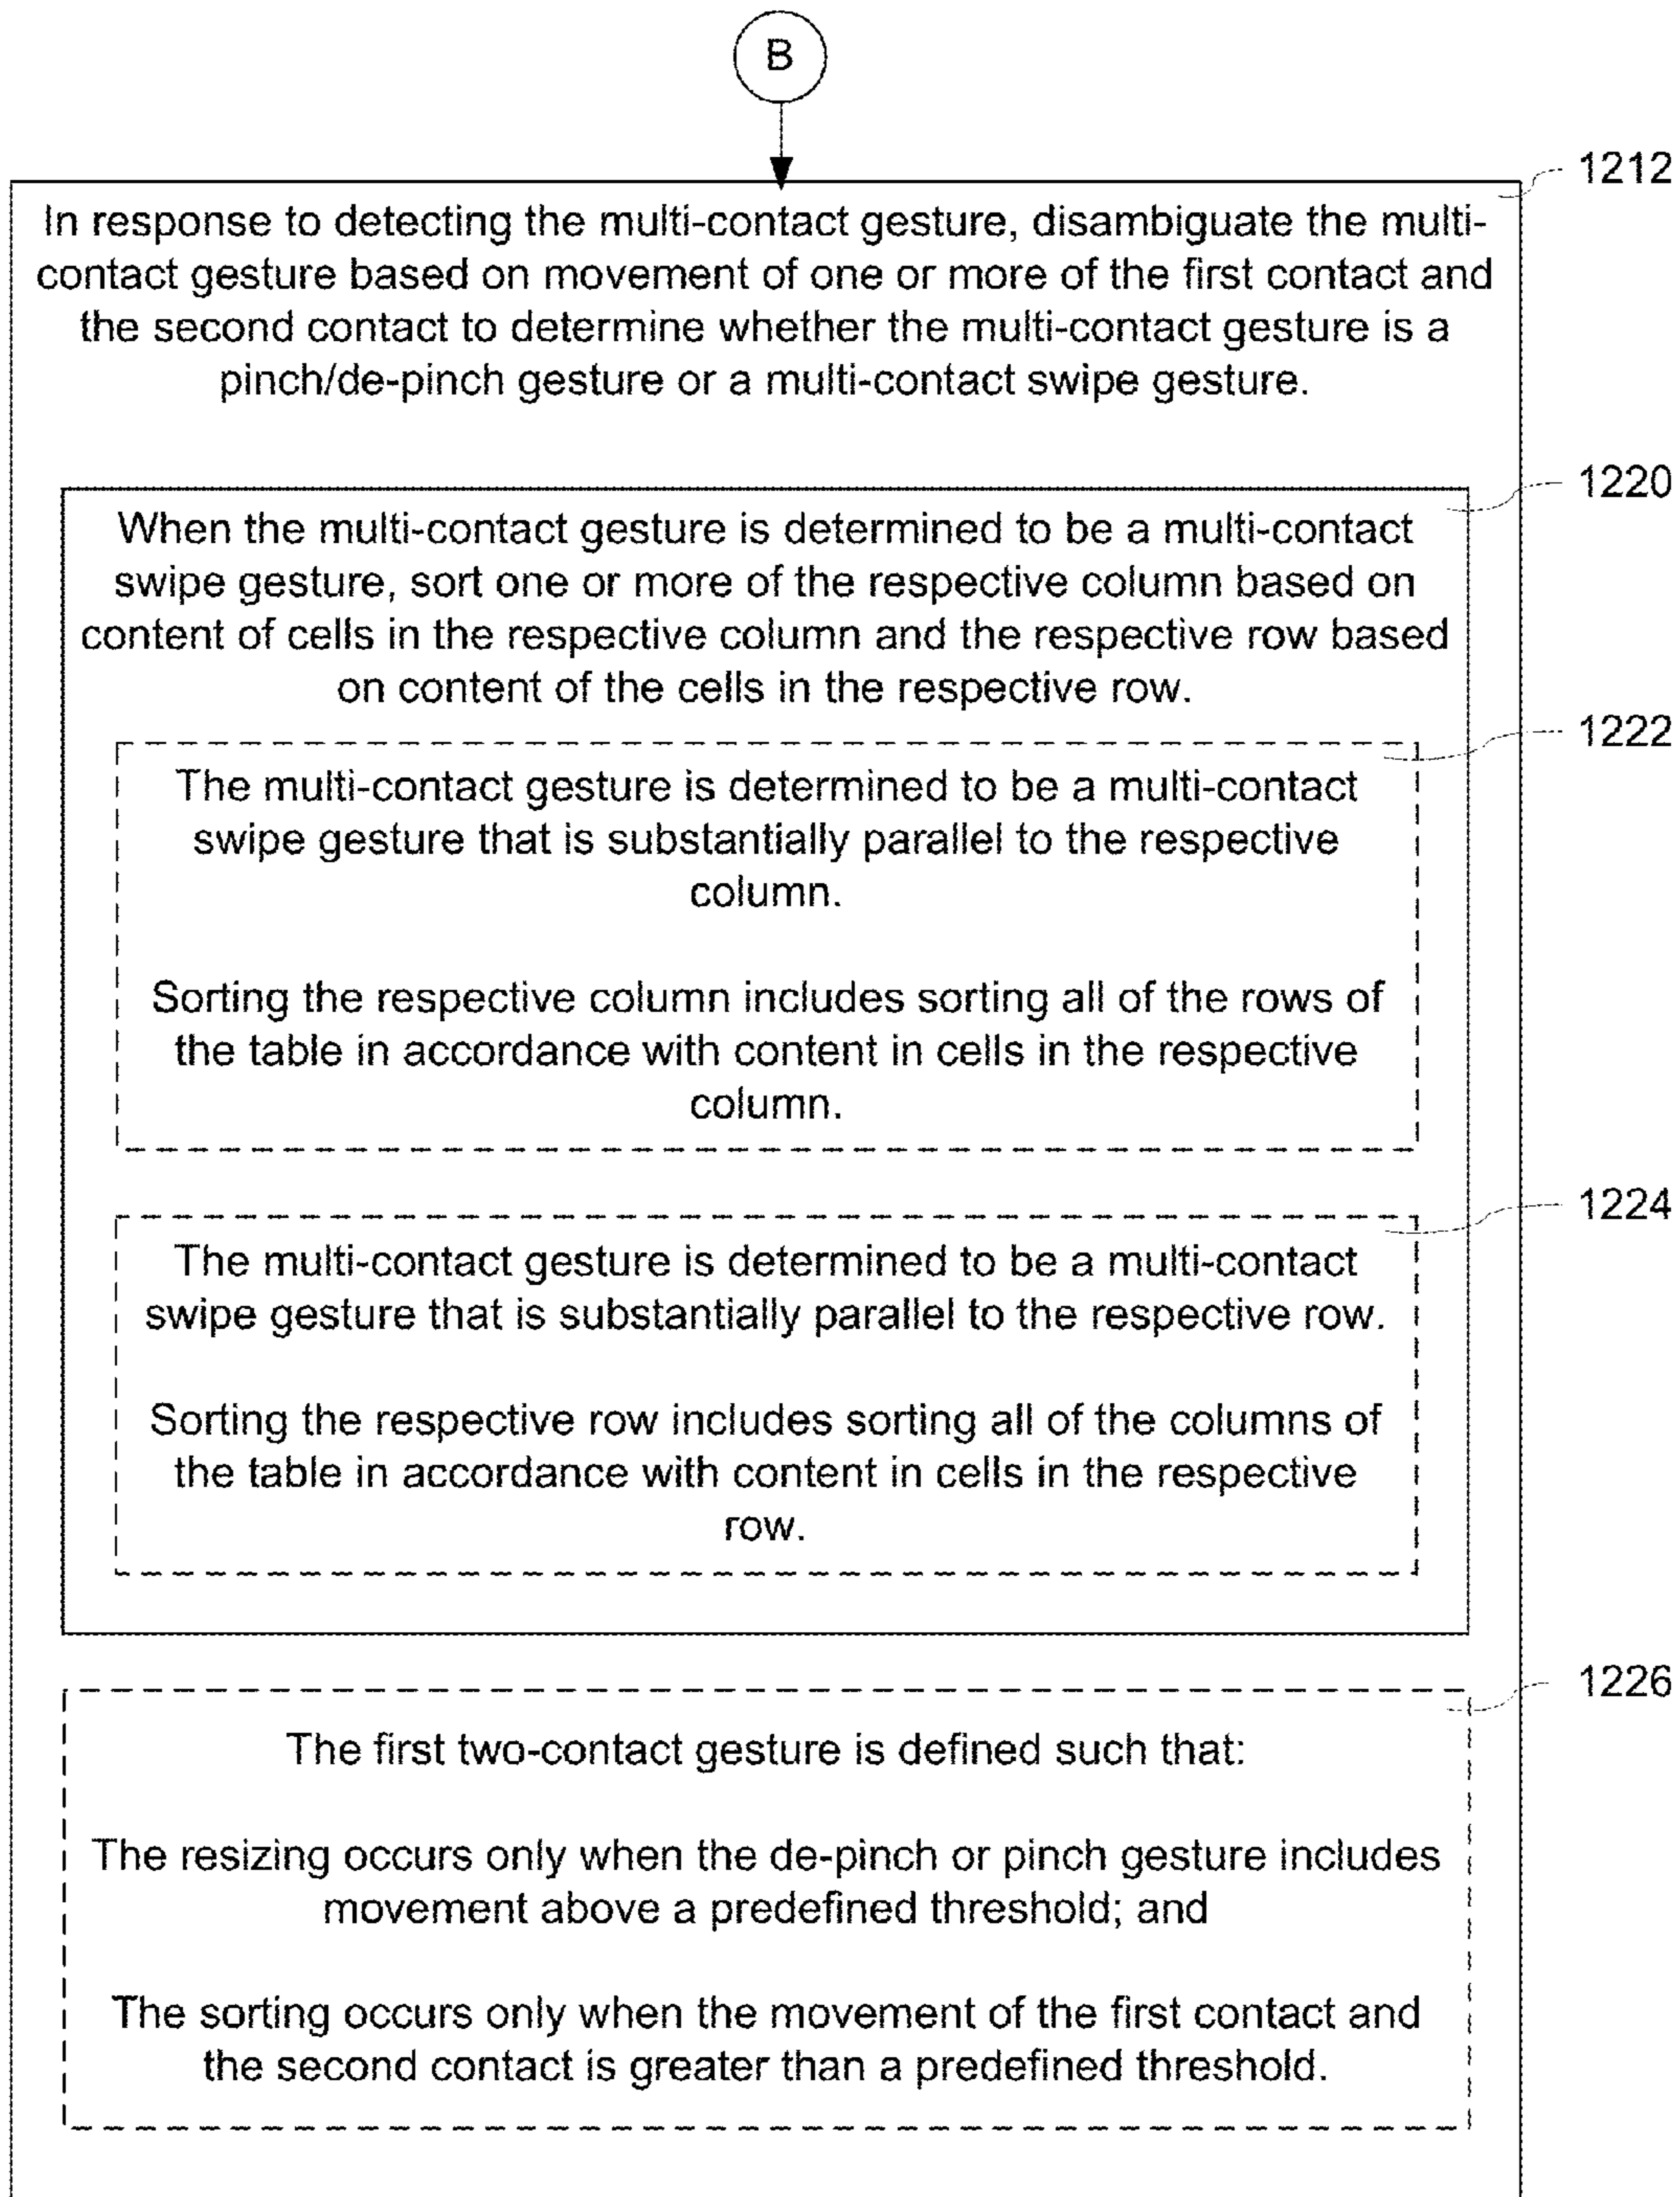 B
1212
In response to detecting the multi-contact gesture, disambiguate the multi-
contact gesture based on movement of one or more of the first contact and
the second contact to determine whether the multi-contact gesture is a
pinch/de-pinch gesture or a multi-contact swipe gesture.
1220
When the multi-contact gesture is determined to be a multi-contact
swipe gesture, sort one or more of the respective column based on
content of cells in the respective column and the respective row based
on content of the cells in the respective row.
1222
The multi-contact gesture is determined to be a multi-contact
swipe gesture that is substantially parallel to the respective
column.
Sorting the respective column includes sorting all of the rows of
the table in accordance with content in cells in the respective
column.
1224
The multi-contact gesture is determined to be a multi-contact
swipe gesture that is substantially parallel to the respective row.
Sorting the respective row includes sorting all of the columns of
the table in accordance with content in cells in the respective
row.
1226
The first two-contact gesture is defined such that:
The resizing occurs only when the de-pinch or pinch gesture includes
movement above a predefined threshold; and
The sorting occurs only when the movement of the first contact and
the second contact is greater than a predefined threshold.